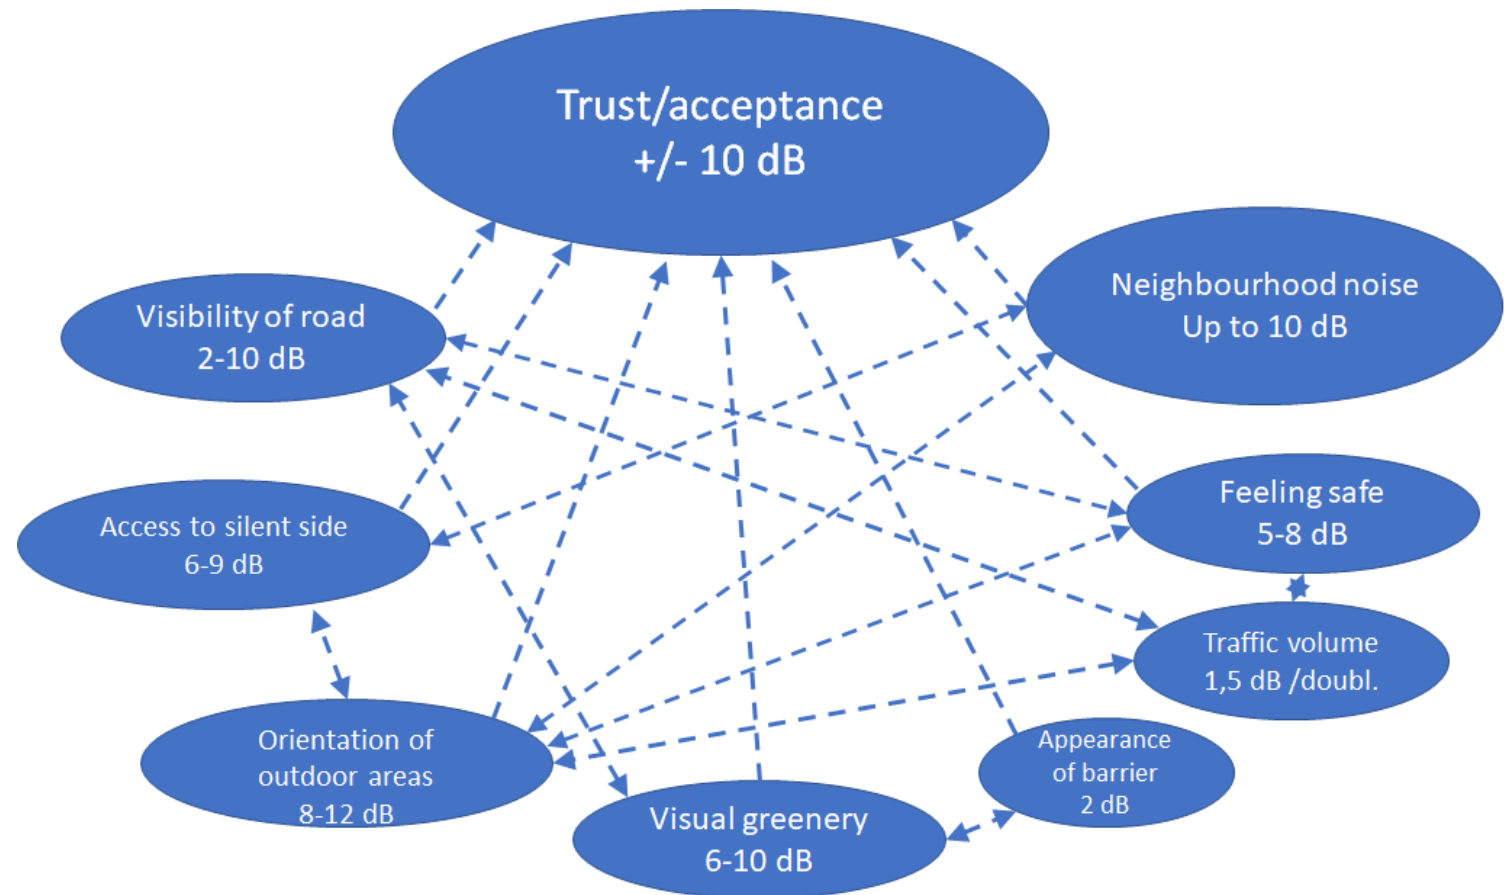 Trust/acceptance
+/- 10 dB
Neighbourhood noise
Up to 10 dB
Visibility of road
2-10 dB
Feeling safe
5-8 dB
Access to silent side
6-9 dB
Traffic volume
1,5 dB /doubl.
Orientation of
outdoor areas
8-12 dB
Appearance
of barrier
2 dB
Visual greenery
6-10 dB